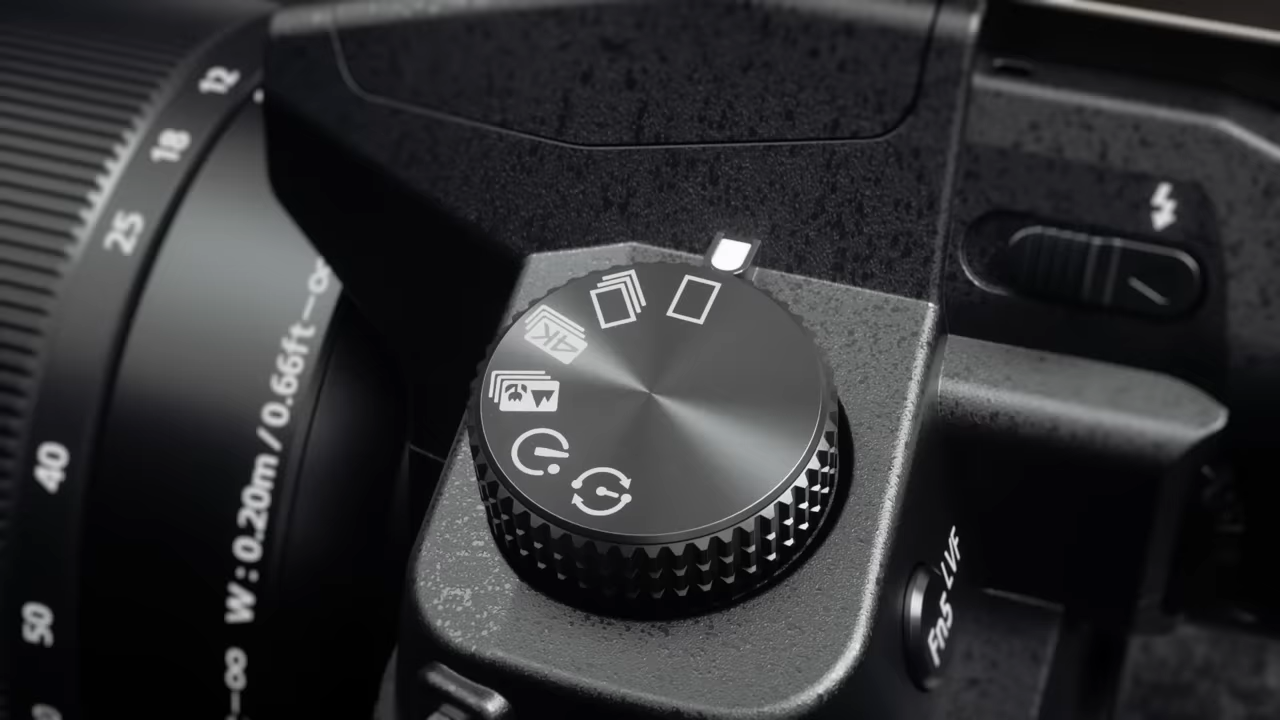 12
18
25
40
50
W : 0.20m / 0.66ft – ∞
– ∞
4K
Fn5
LVF